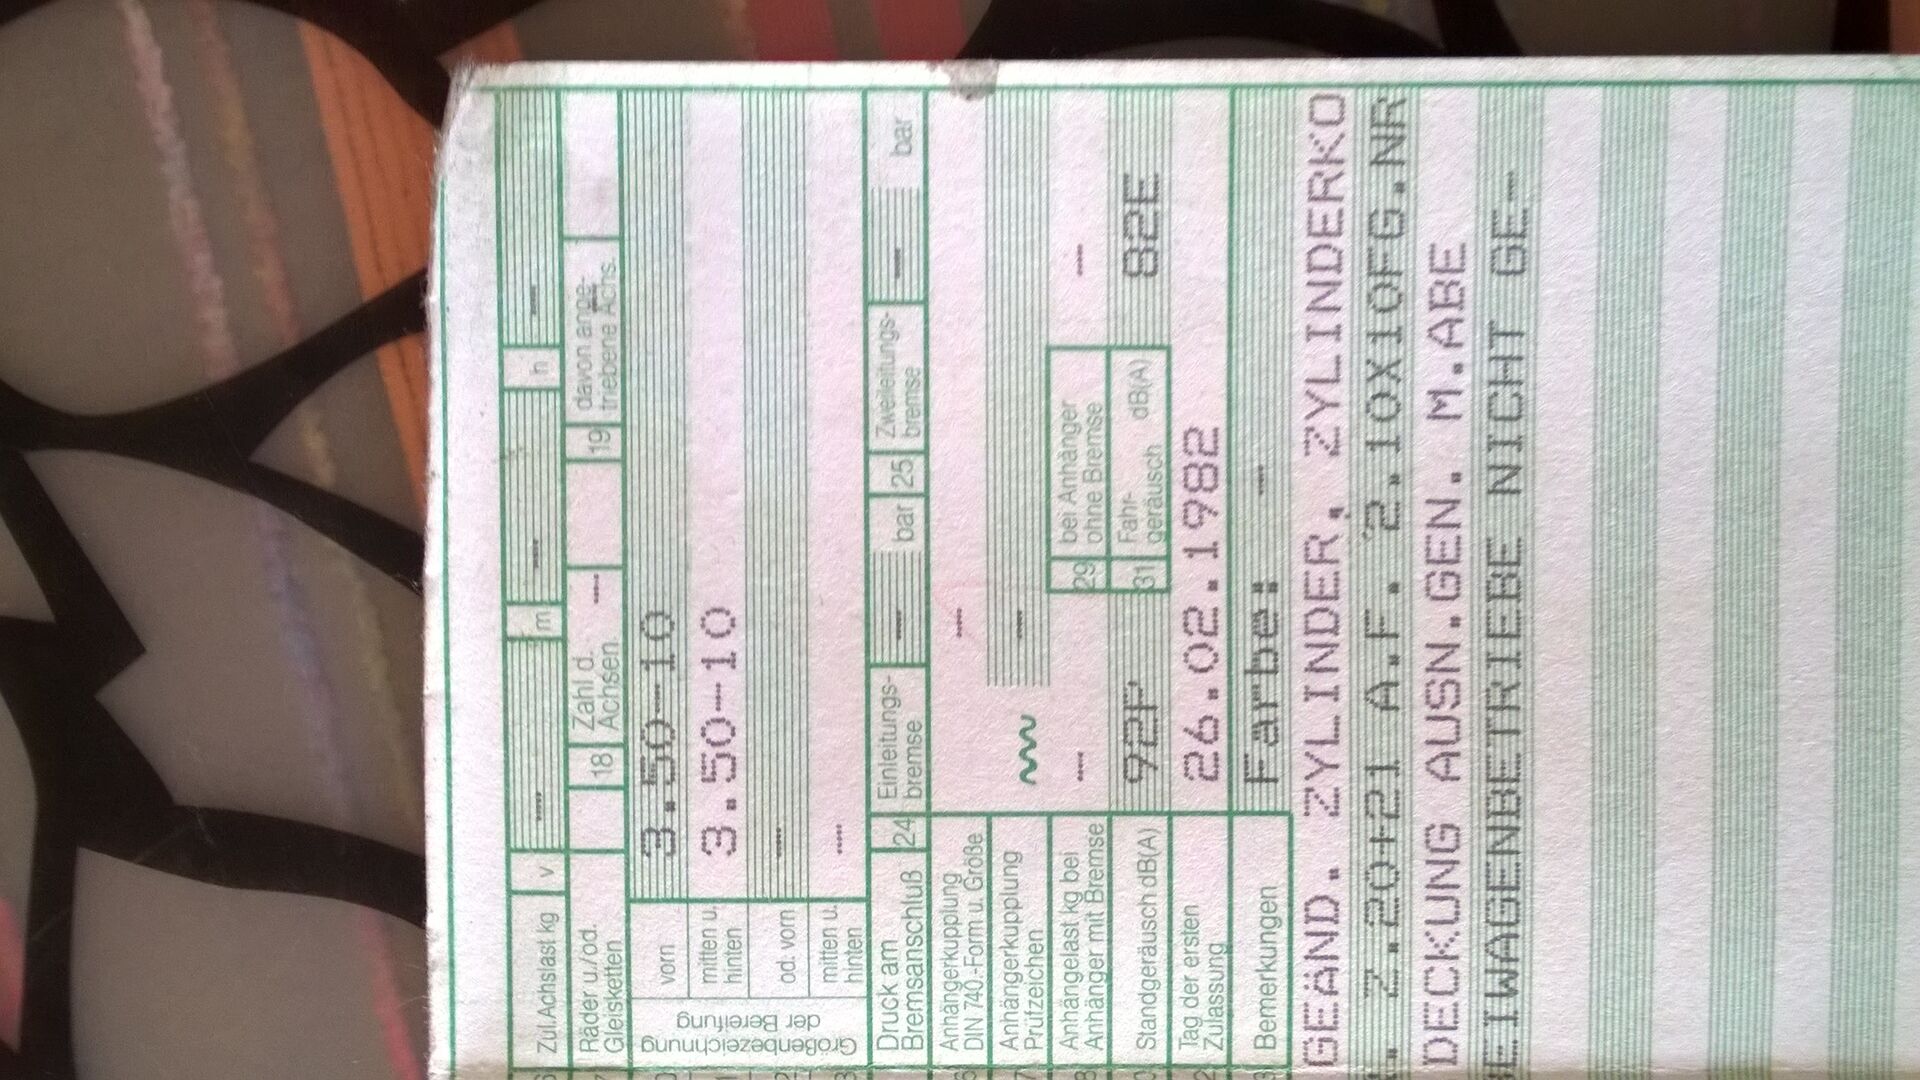 Zul.Achslast kg v — m — h —
Räder u/od. Gleisketten 18 Zahl d. Achsen — 19 davon ange- triebene Achs.
Größenbezeichnung der Bereifung
vorn 3.50-10
mitten u. hinten 3.50-10
od. vorn —
mitten u. hinten —
Druck am Bremsanschluß 24 Einleitungs- bremse — bar 25 Zweileitungs- bremse — bar
Anhängerkupplung DIN 740.-Form u. Größe —
Anhängerkupplung Prüfzeichen —
Anhängelast kg bei Anhänger mit Bremse — 29 bei Anhänger ohne Bremse —
Standgeräusch dB(A) 92P 31 Fahr- geräusch dB(A) 82E
Tag der ersten Zulassung 26.02.1982
Bemerkungen Farbe: —
GEÄND. ZYLINDER, ZYLINDERKO
. Z.20+21 A.F. 2.10X10FG.NR
DECKUNG AUSN.GEN. M.ABE
EIWAGENBETRIEBE NICHT GE-